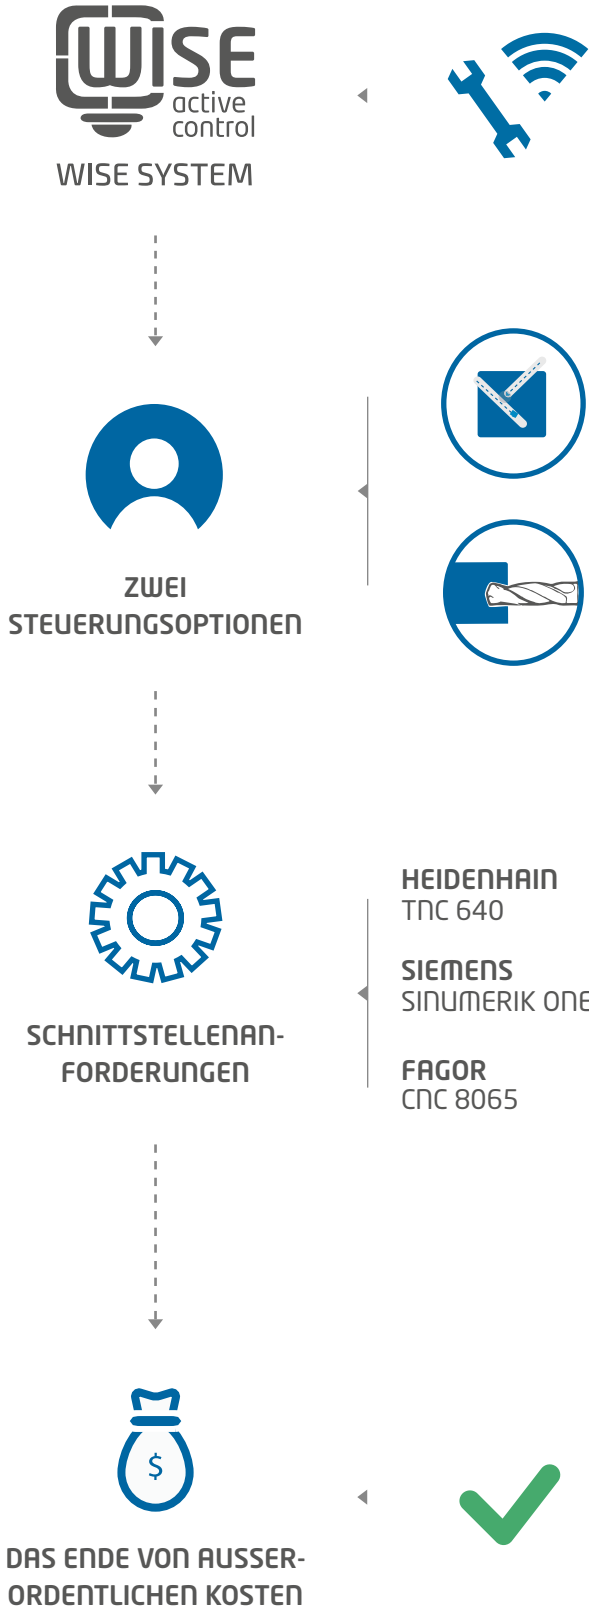 WISE
active
control
WISE SYSTEM
ZWEI
STEUERUNGSOPTIONEN
SCHNITTSTELLENAN-
FORDERUNGEN
HEIDENHAIN
TNC 640
SIEMENS
SINUMERIK ONE
FAGOR
CNC 8065
$
DAS ENDE VON AUSSER-
ORDENTLICHEN KOSTEN